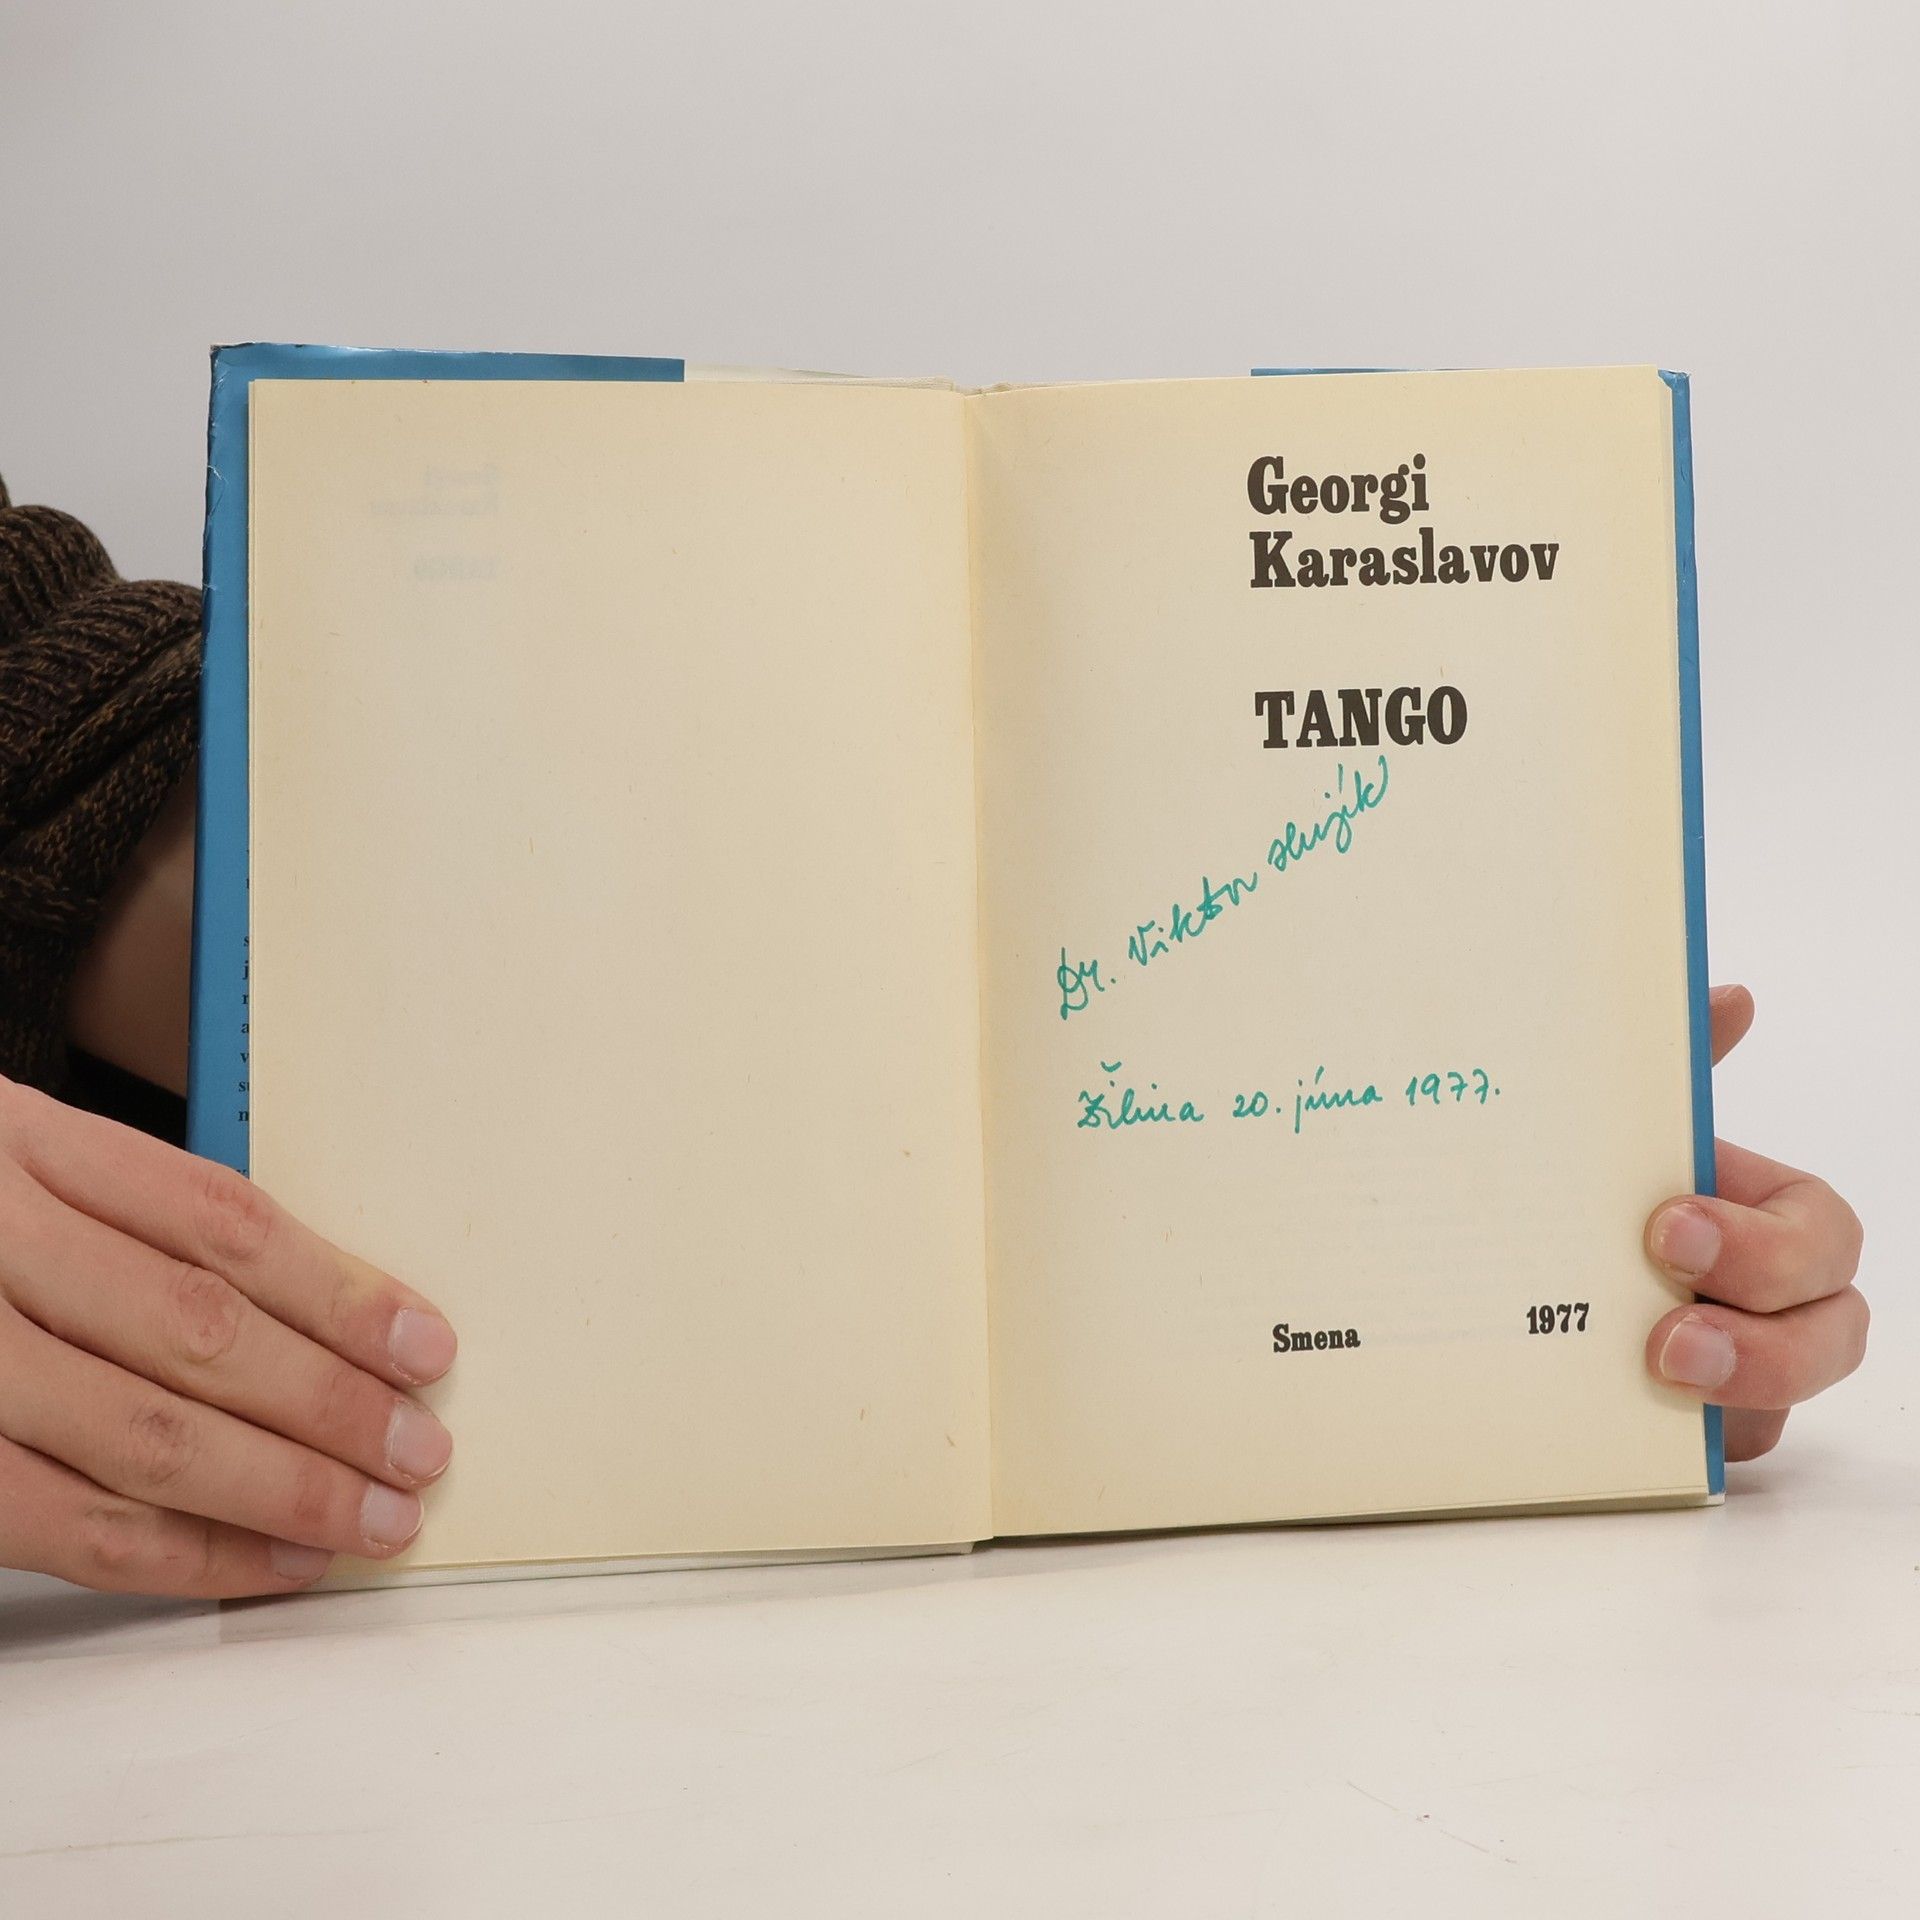 Georgi
Karaslavov
TANGO
Dr. Viktor
Žilina 20. júna 1977.
Smena 1977